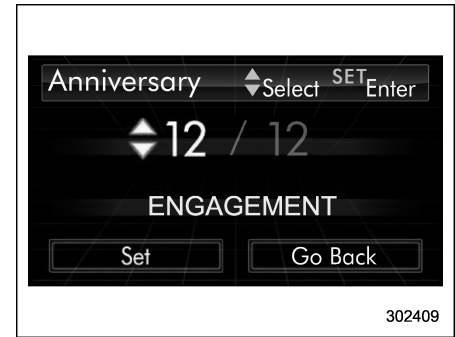 Anniversary Select SET Enter
12 / 12
ENGAGEMENT
Set Go Back
302409